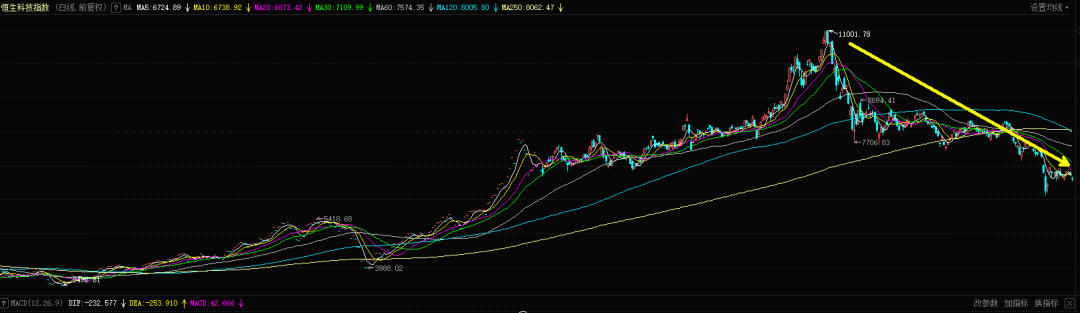 恒生科技指数 (日线.前复权) ? MA MA5:6724.89 ↓ MA10:6738.92 ↓ MA20:6873.42 ↓ MA30:7109.99 ↓ MA60:7574.35 ↓ MA120:8005.80 ↓ MA250:8062.47 ↓ 设置均线
11001.78
8894.41
7706.83
5418.68
3988.02
? MACD(12,26,9) DIF:-232.577 ↓ DEA:-253.910 ↑ MACD:42.666 ↓ 改参数 加指标 换指标 ×